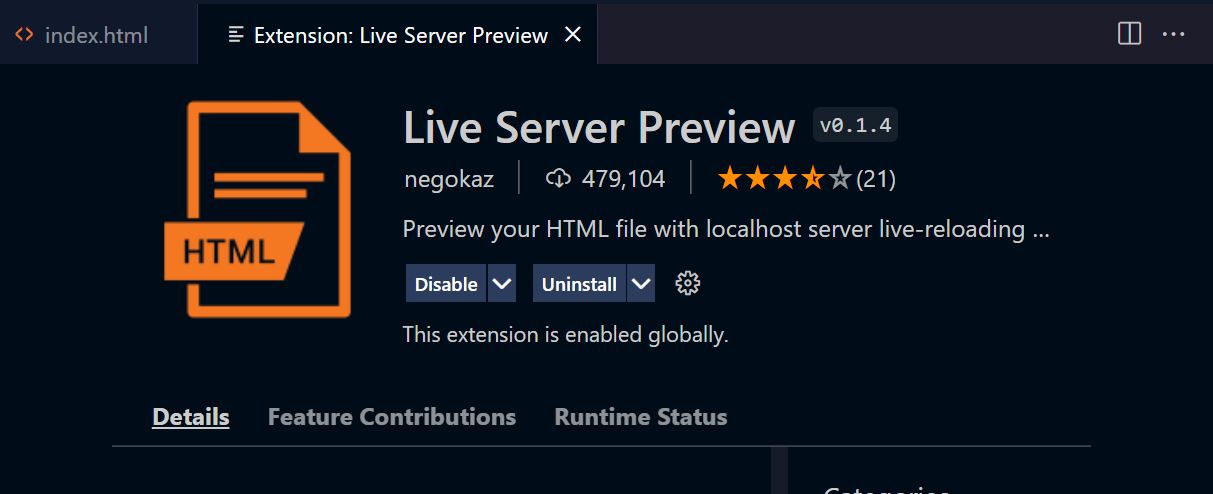 index.html
Extension: Live Server Preview
Live Server Preview v0.1.4
negokaz 479,104 (21)
HTML
Preview your HTML file with localhost server live-reloading ...
Disable Uninstall
This extension is enabled globally.
Details Feature Contributions Runtime Status
Categories